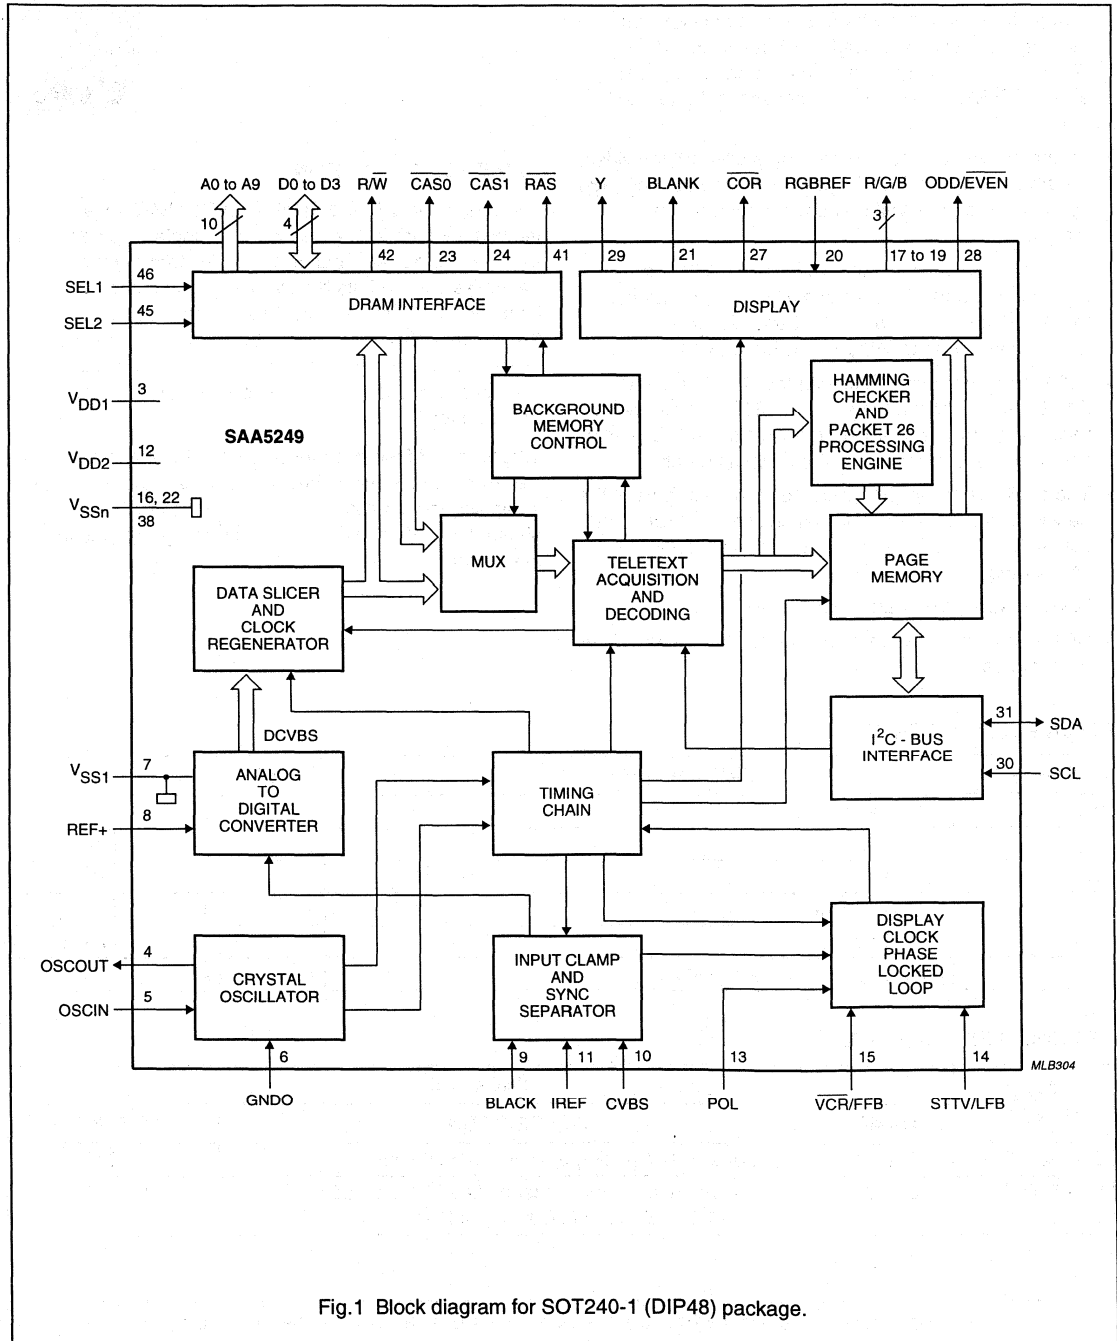 A0 to A9 D0 to D3 R/W̅ C̅A̅S̅0̅ C̅A̅S̅1̅ R̅A̅S̅ Y BLANK C̅O̅R̅ RGBREF R/G/B ODD/E̅V̅E̅N̅
10 4 3
42 23 24 41 29 21 27 20 17 to 19 28
46
SEL1
45
SEL2
DRAM INTERFACE
DISPLAY
3
VDD1
12
VDD2
16, 22
VSSn
38
SAA5249
BACKGROUND
MEMORY
CONTROL
HAMMING
CHECKER
AND
PACKET 26
PROCESSING
ENGINE
MUX
TELETEXT
ACQUISITION
AND
DECODING
PAGE
MEMORY
DATA SLICER
AND
CLOCK
REGENERATOR
DCVBS
7
VSS1
8
REF+
ANALOG
TO
DIGITAL
CONVERTER
TIMING
CHAIN
I²C - BUS
INTERFACE
31
SDA
30
SCL
4
OSCOUT
5
OSCIN
CRYSTAL
OSCILLATOR
INPUT CLAMP
AND
SYNC
SEPARATOR
DISPLAY
CLOCK
PHASE
LOCKED
LOOP
6 9 11 10 13 15 14
MLB304
GNDO BLACK IREF CVBS POL V̅C̅R̅/FFB STTV/LFB
Fig.1 Block diagram for SOT240-1 (DIP48) package.